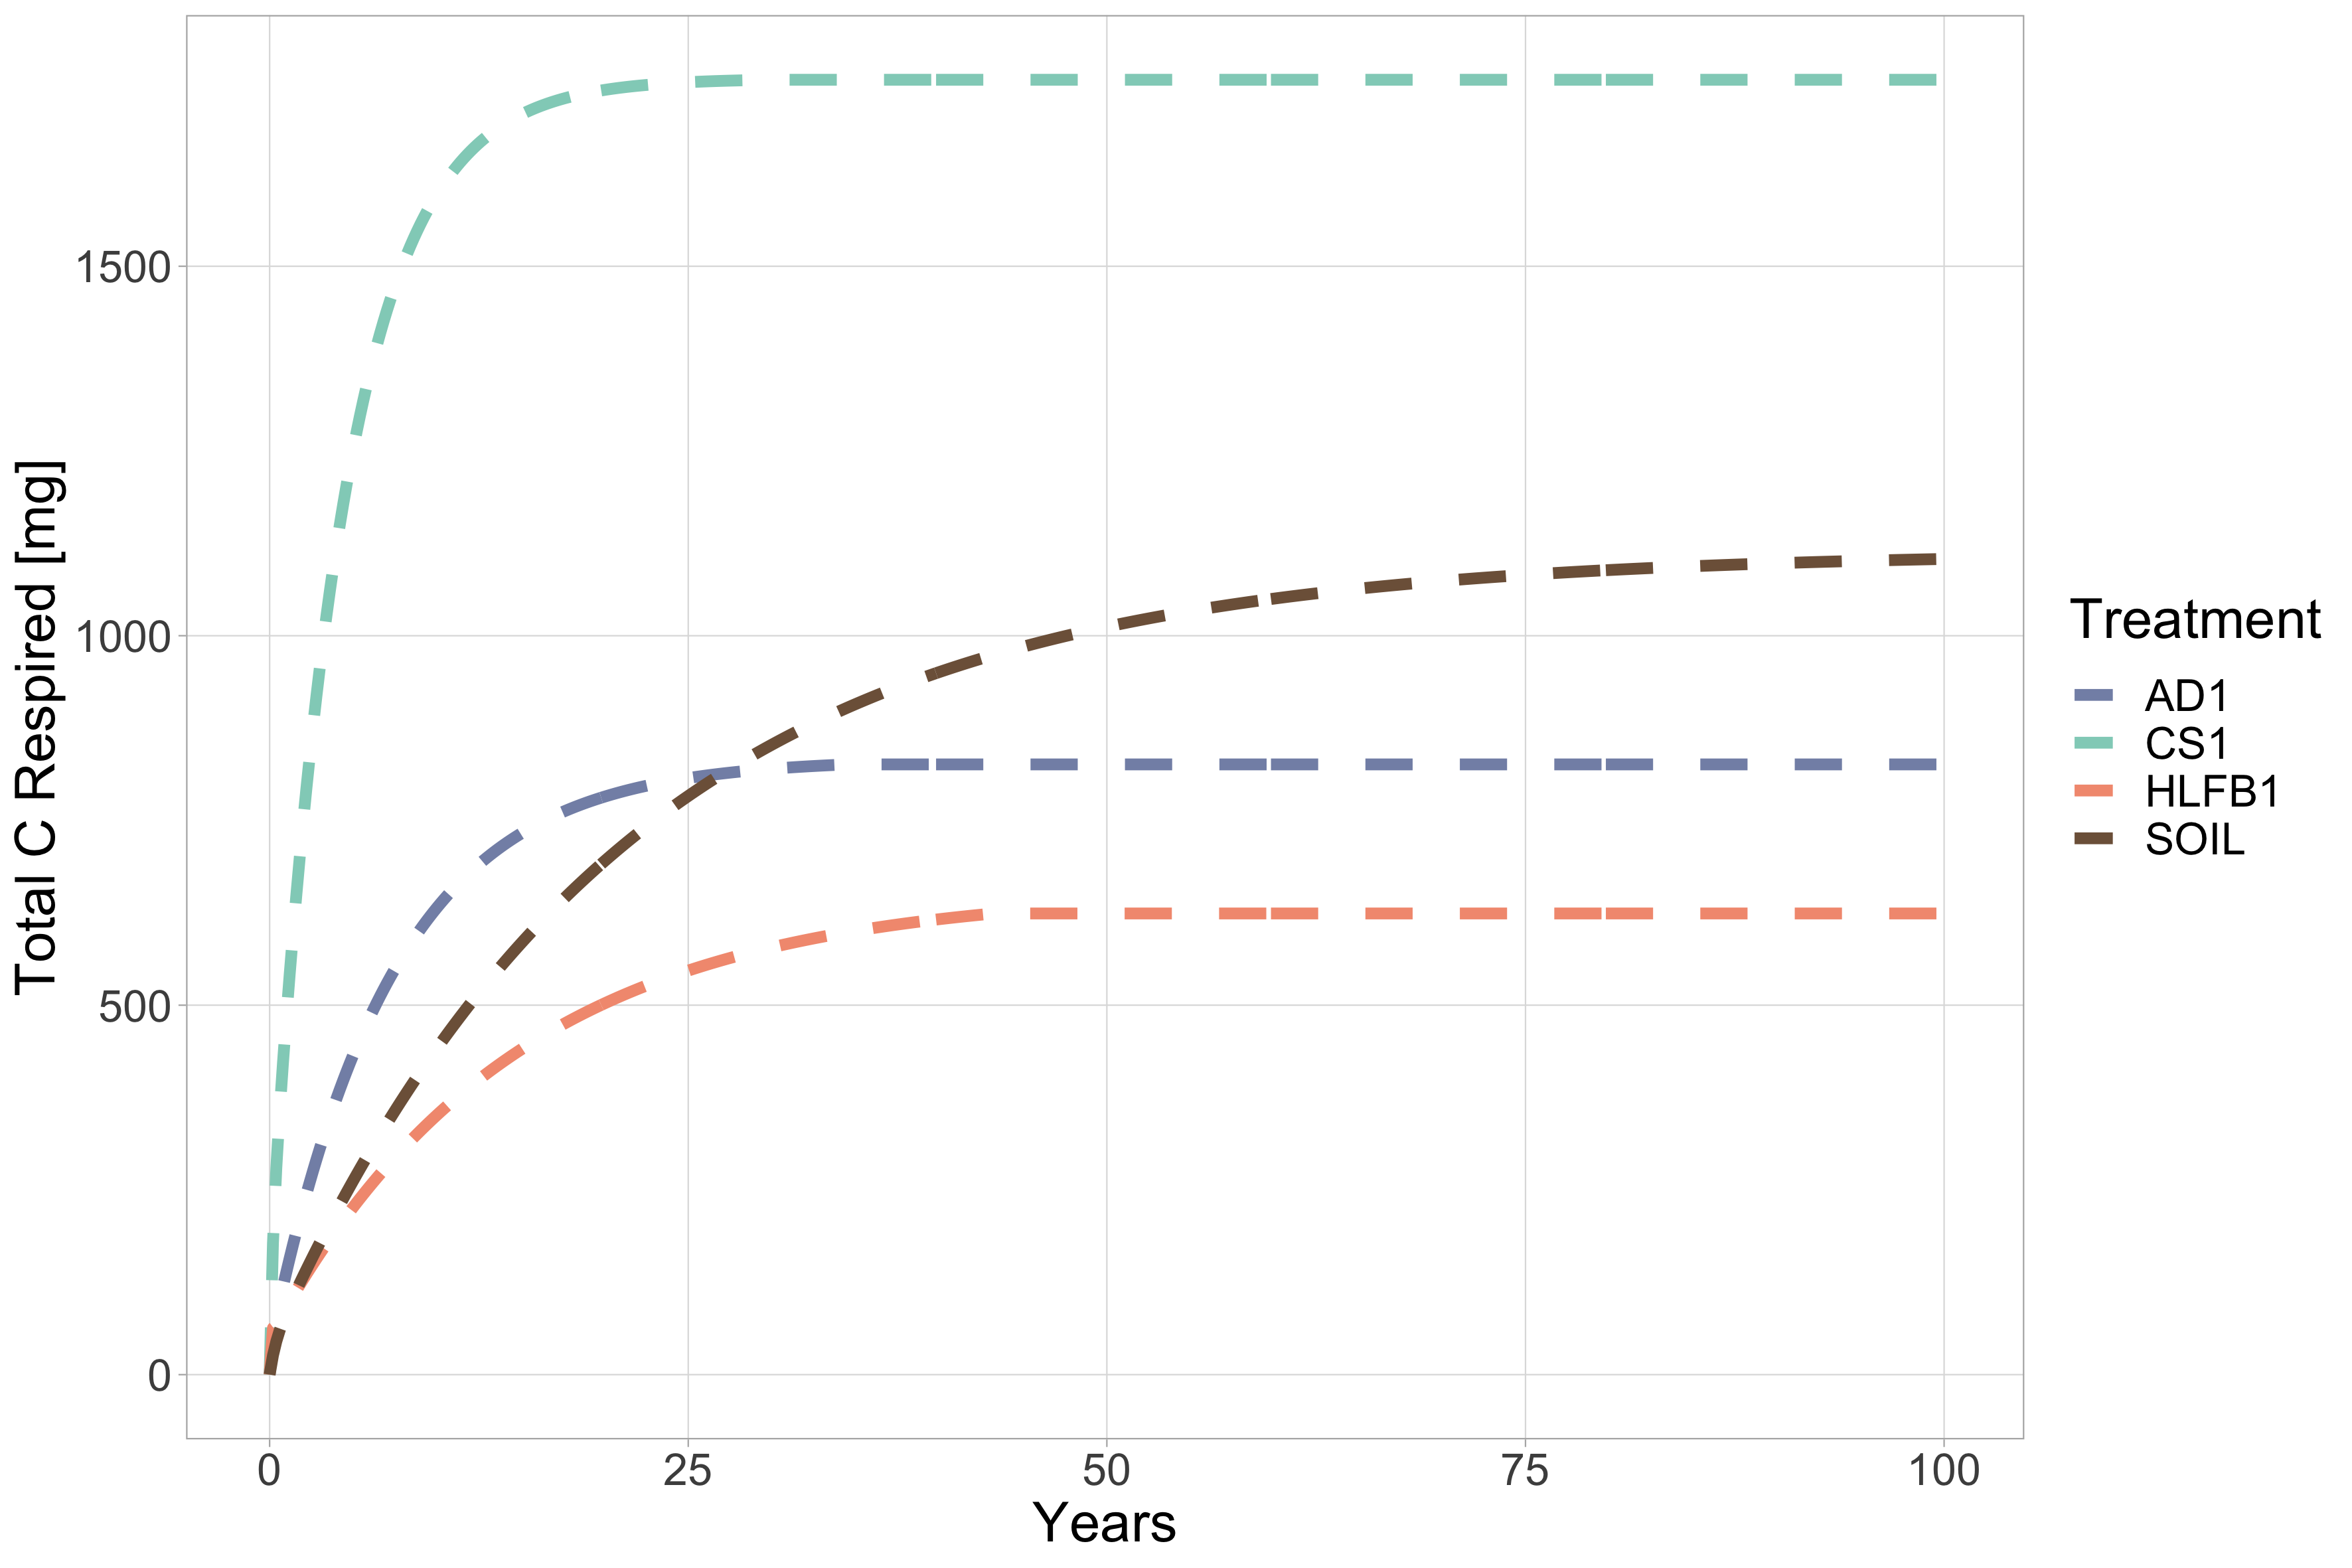 Total C Respired [mg]
1500
1000
500
0
0 25 50 75 100
Years
Treatment
AD1
CS1
HLFB1
SOIL